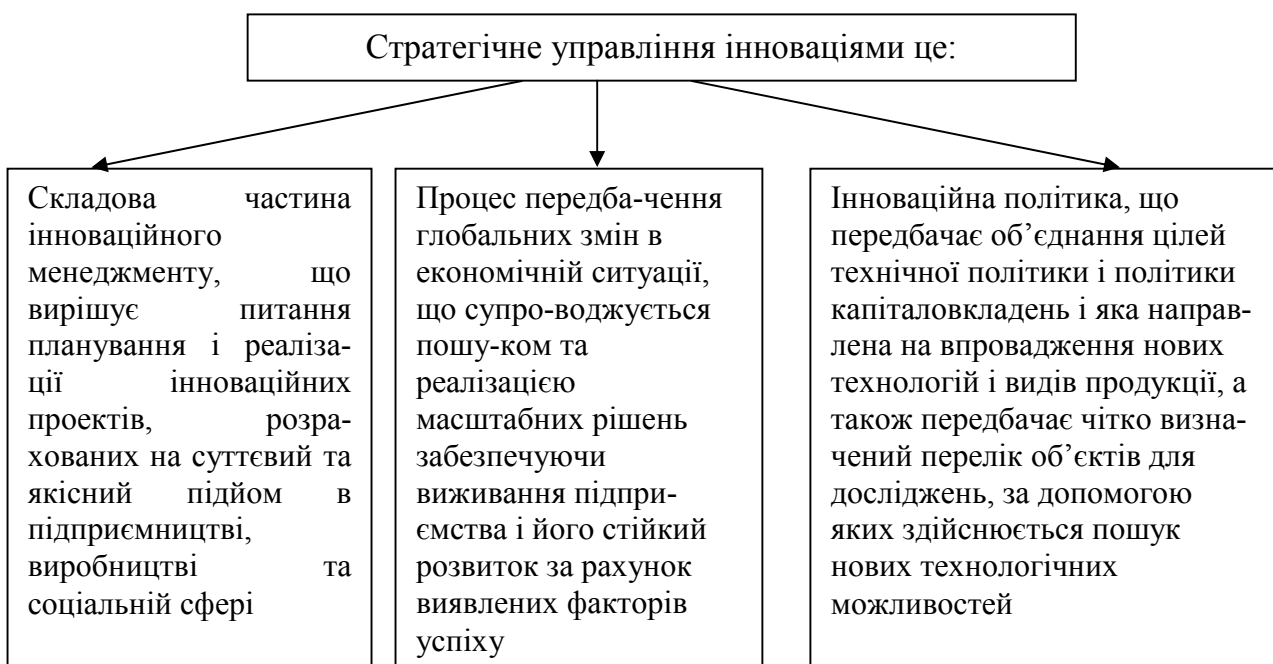 Стратегічне управління інноваціями це:
Складова частина
інноваційного
менеджменту, що
вирішує питання
планування і реаліза-
ції інноваційних
проектів, розра-
хованих на суттєвий та
якісний підйом в
підприємництві,
виробництві та
соціальній сфері
Процес передба-чення
глобальних змін в
економічній ситуації,
що супро-воджується
пошу-ком та
реалізацією
масштабних рішень
забезпечуючи
виживання підпри-
ємства і його стійкий
розвиток за рахунок
виявлених факторів
успіху
Інноваційна політика, що
передбачає об’єднання цілей
технічної політики і політики
капіталовкладень і яка направ-
лена на впровадження нових
технологій і видів продукції, а
також передбачає чітко визна-
чений перелік об’єктів для
досліджень, за допомогою
яких здійснюється пошук
нових технологічних
можливостей